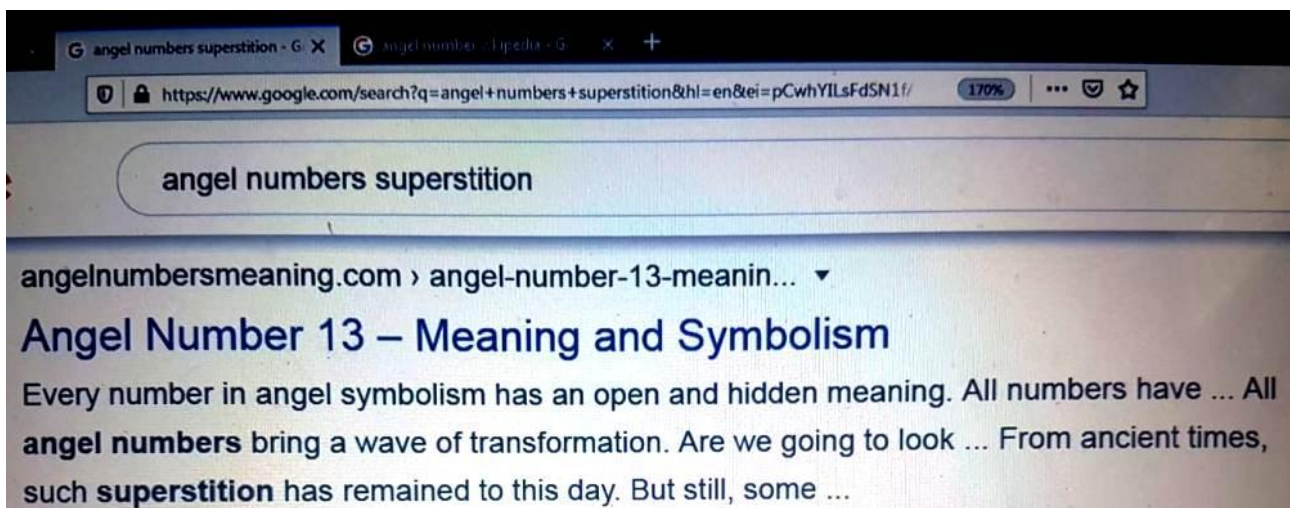 G angel numbers superstition - G
G angel number
https://www.google.com/search?q=angel+numbers+superstition&hl=en&ei=pCwhYILsFdSN1f/ 170%
angel numbers superstition
angelnumbersmeaning.com › angel-number-13-meanin...
Angel Number 13 – Meaning and Symbolism
Every number in angel symbolism has an open and hidden meaning. All numbers have ... All
angel numbers bring a wave of transformation. Are we going to look ... From ancient times,
such superstition has remained to this day. But still, some ...